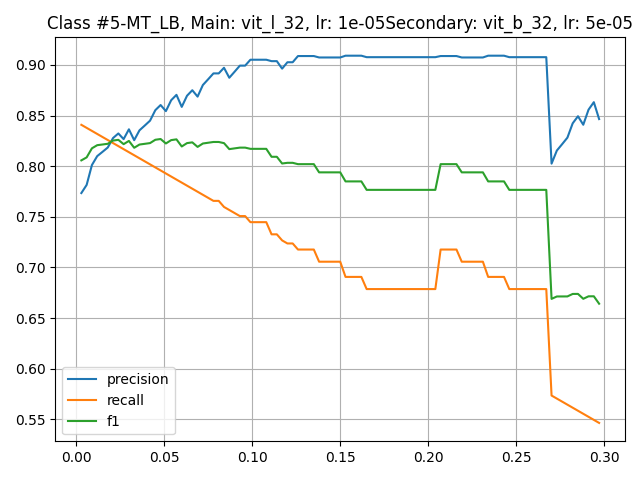 Class #5-MT_LB, Main: vit_l_32, lr: 1e-05Secondary: vit_b_32, lr: 5e-05
0.90
0.85
0.80
0.75
0.70
0.65
0.60
0.55
precision
recall
f1
0.00 0.05 0.10 0.15 0.20 0.25 0.30